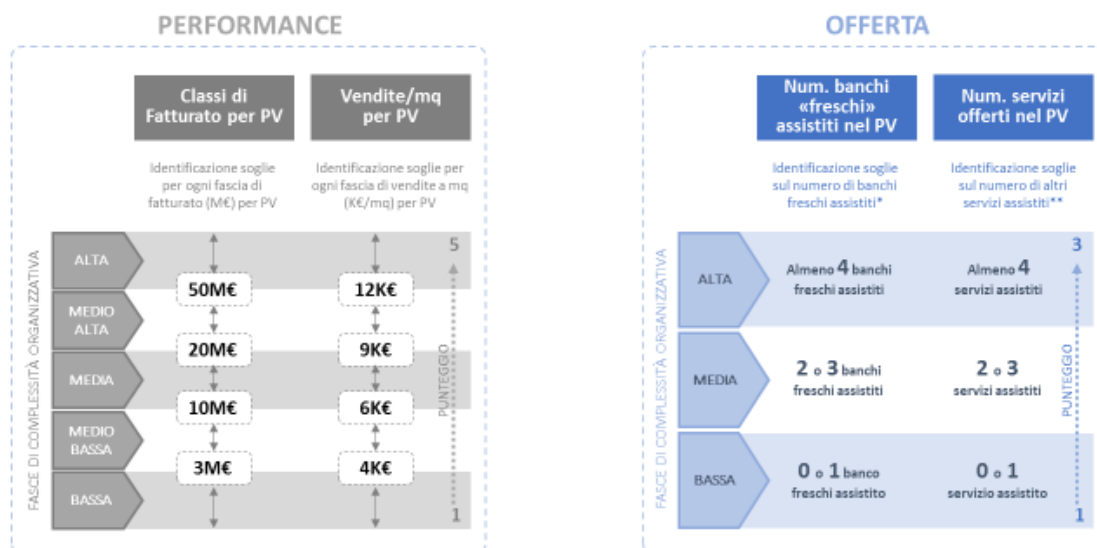 PERFORMANCE
Classi di
Fatturato per PV
Vendite/mq
per PV
Identificazione soglie
per ogni fascia di
fatturato (M€) per PV
Identificazione soglie per
ogni fascia di vendite a mq
(K€/mq) per PV
FASCE DI COMPLESSITÀ ORGANIZZATIVA
ALTA
MEDIO
ALTA
MEDIA
MEDIO
BASSA
BASSA
50M€
12K€
20M€
9K€
10M€
6K€
3M€
4K€
5
PUNTEGGIO
1
OFFERTA
Num. banchi
«freschi»
assistiti nel PV
Num. servizi
offerti nel PV
Identificazione soglie
sul numero di banchi
freschi assistiti*
Identificazione soglie
sul numero di altri
servizi assistiti**
FASCE DI COMPLESSITÀ ORGANIZZATIVA
ALTA
Almeno 4 banchi
freschi assistiti
Almeno 4
servizi assistiti
MEDIA
2 o 3 banchi
freschi assistiti
2 o 3
servizi assistiti
BASSA
0 o 1 banco
freschi assistito
0 o 1
servizio assistito
3
PUNTEGGIO
1